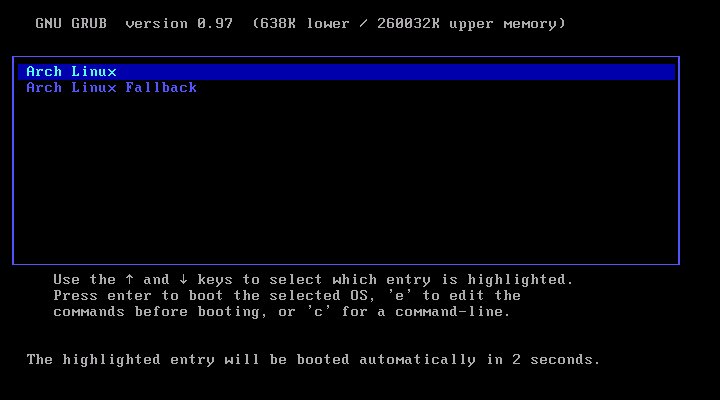 GNU GRUB  version 0.97  (638K lower / 260032K upper memory)
Arch Linux
Arch Linux Fallback
Use the ↑ and ↓ keys to select which entry is highlighted.
Press enter to boot the selected OS, 'e' to edit the
commands before booting, or 'c' for a command-line.
The highlighted entry will be booted automatically in 2 seconds.